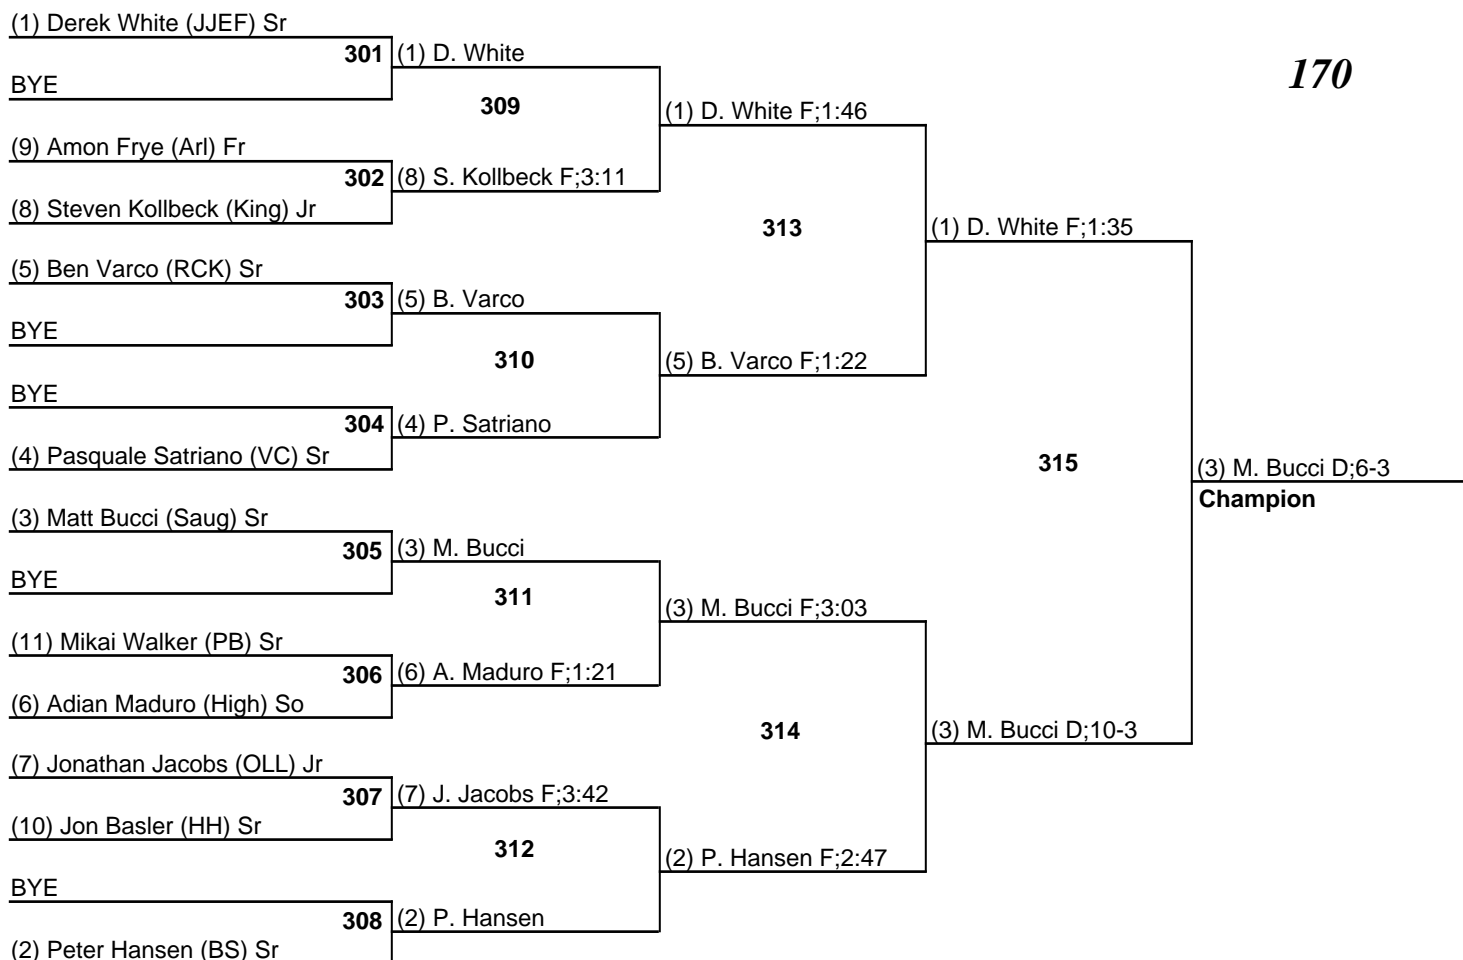 (1) Derek White (JJEF) Sr
301
(1) D. White
170
BYE
309
(1) D. White F;1:46
(9) Amon Frye (Arl) Fr
302
(8) S. Kollbeck F;3:11
(8) Steven Kollbeck (King) Jr
313
(1) D. White F;1:35
(5) Ben Varco (RCK) Sr
303
(5) B. Varco
BYE
310
(5) B. Varco F;1:22
BYE
304
(4) P. Satriano
(4) Pasquale Satriano (VC) Sr
315
(3) M. Bucci D;6-3
Champion
(3) Matt Bucci (Saug) Sr
305
(3) M. Bucci
BYE
311
(3) M. Bucci F;3:03
(11) Mikai Walker (PB) Sr
306
(6) A. Maduro F;1:21
(6) Adian Maduro (High) So
314
(3) M. Bucci D;10-3
(7) Jonathan Jacobs (OLL) Jr
307
(7) J. Jacobs F;3:42
(10) Jon Basler (HH) Sr
312
(2) P. Hansen F;2:47
BYE
308
(2) P. Hansen
(2) Peter Hansen (BS) Sr